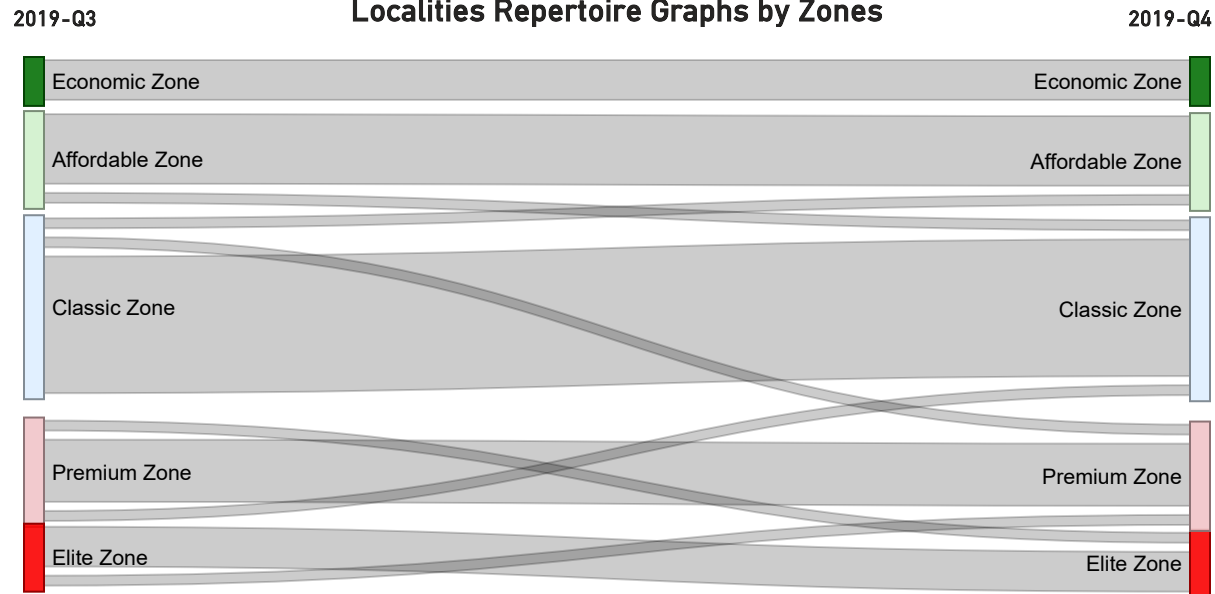 Localities Repertoire Graphs by Zones
2019-Q3
2019-Q4
Economic Zone
Economic Zone
Affordable Zone
Affordable Zone
Classic Zone
Classic Zone
Premium Zone
Premium Zone
Elite Zone
Elite Zone